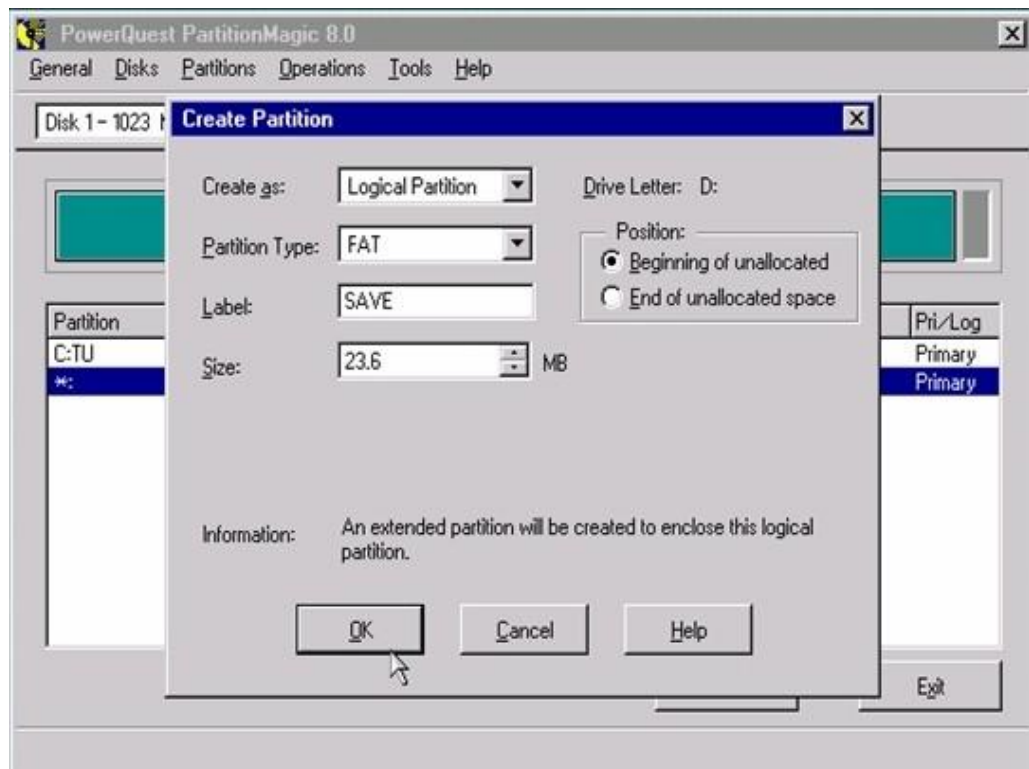 PowerQuest PartitionMagic 8.0
General Disks Partitions Operations Tools Help
Disk 1 - 1023
Create Partition
Create as: Logical Partition Drive Letter: D:
Partition Type: FAT
Position:
Beginning of unallocated
End of unallocated space
Label: SAVE
Size: 23.6 MB
Partition Pri/Log
C:TU Primary
*: Primary
Information: An extended partition will be created to enclose this logical
partition.
OK Cancel Help
Exit